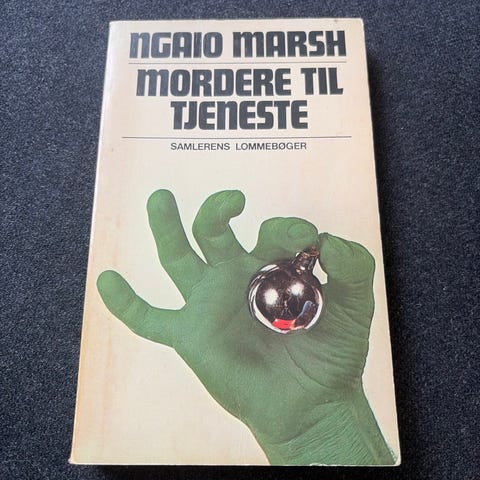 NGAIO MARSH
MORDERE TIL
TJENESTE
SAMLERENS LOMMEBØGER